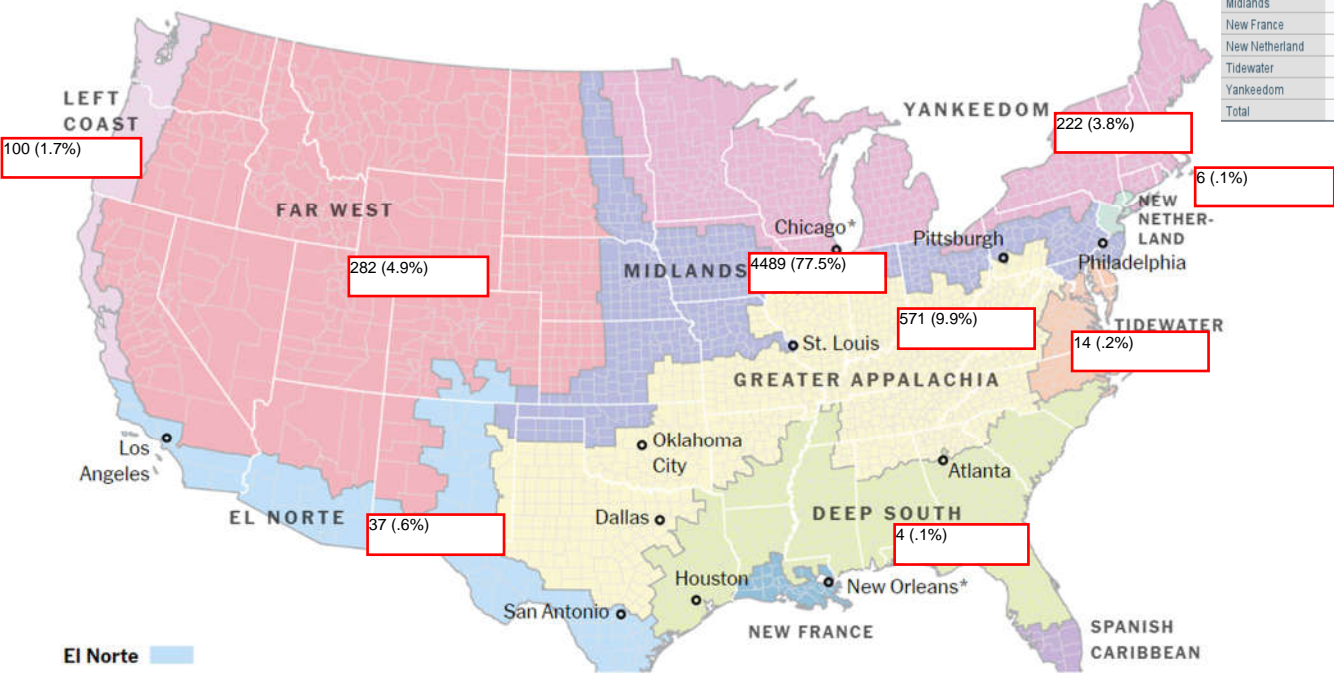 Midlands
New France
New Netherland
Tidewater
Yankeedom
Total
LEFT
COAST
100 (1.7%)
YANKEEDOM
222 (3.8%)
6 (.1%)
NEW
NETHER-
LAND
FAR WEST
282 (4.9%)
Chicago*
Pittsburgh
Philadelphia
MIDLANDS
4489 (77.5%)
571 (9.9%)
TIDEWATER
14 (.2%)
St. Louis
GREATER APPALACHIA
Los
Angeles
Oklahoma
City
Atlanta
EL NORTE
37 (.6%)
Dallas
DEEP SOUTH
4 (.1%)
Houston
New Orleans*
San Antonio
NEW FRANCE
SPANISH
CARIBBEAN
El Norte